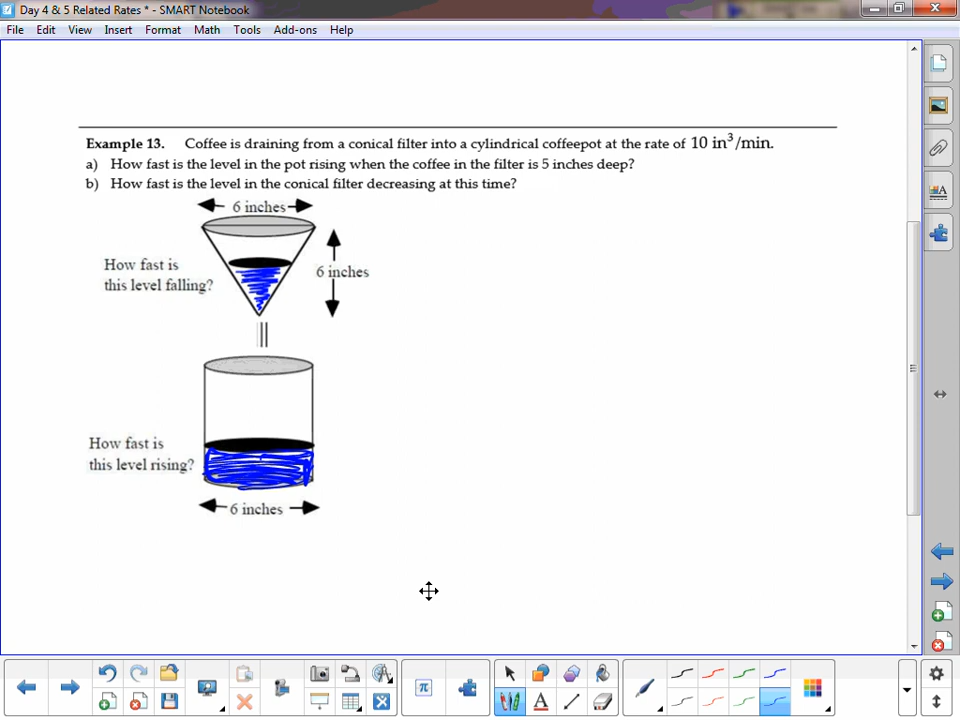 Day 4 & 5 Related Rates * - SMART Notebook
File Edit View Insert Format Math Tools Add-ons Help
Example 13. Coffee is draining from a conical filter into a cylindrical coffeepot at the rate of 10 in³/min.
a) How fast is the level in the pot rising when the coffee in the filter is 5 inches deep?
b) How fast is the level in the conical filter decreasing at this time?
6 inches
How fast is
this level falling?
6 inches
How fast is
this level rising?
6 inches